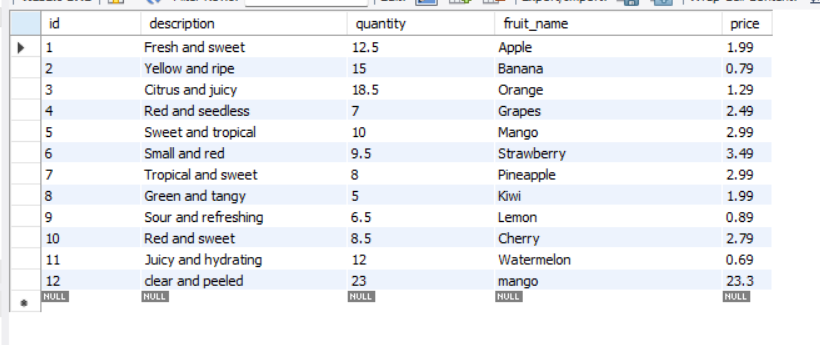 id description quantity fruit_name price
1 Fresh and sweet 12.5 Apple 1.99
2 Yellow and ripe 15 Banana 0.79
3 Citrus and juicy 18.5 Orange 1.29
4 Red and seedless 7 Grapes 2.49
5 Sweet and tropical 10 Mango 2.99
6 Small and red 9.5 Strawberry 3.49
7 Tropical and sweet 8 Pineapple 2.99
8 Green and tangy 5 Kiwi 1.99
9 Sour and refreshing 6.5 Lemon 0.89
10 Red and sweet 8.5 Cherry 2.79
11 Juicy and hydrating 12 Watermelon 0.69
12 clear and peeled 23 mango 23.3
NULL NULL NULL NULL NULL